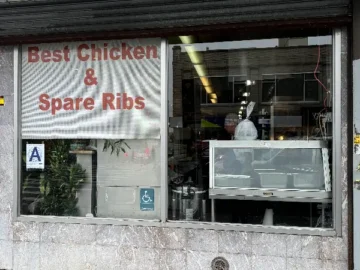 Best Chicken
&
Spare Ribs
A